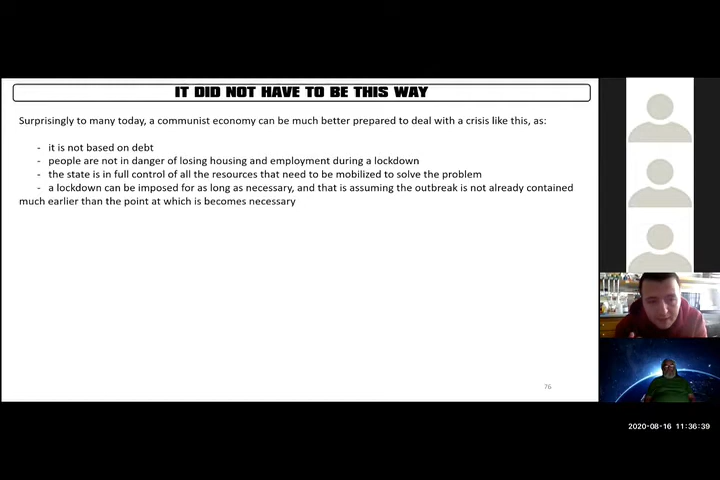 IT DID NOT HAVE TO BE THIS WAY
Surprisingly to many today, a communist economy can be much better prepared to deal with a crisis like this, as:
- it is not based on debt
- people are not in danger of losing housing and employment during a lockdown
- the state is in full control of all the resources that need to be mobilized to solve the problem
- a lockdown can be imposed for as long as necessary, and that is assuming the outbreak is not already contained
much earlier than the point at which is becomes necessary
76
2020-08-16 11:36:39